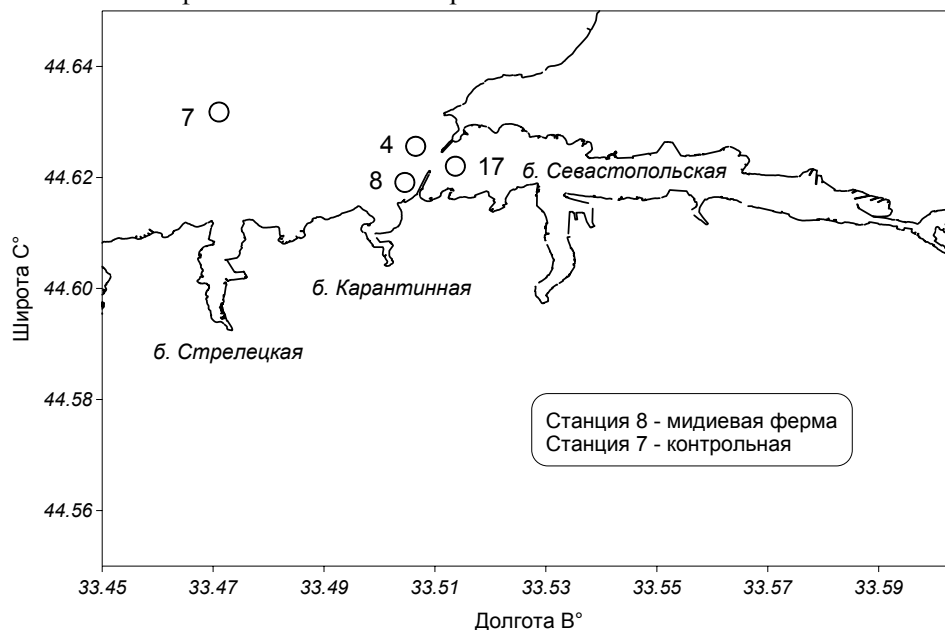 44.64
7
4
8
17
44.62
б. Севастопольская
44.60
б. Карантинная
б. Стрелецкая
Широта С°
44.58
Станция 8 - мидиевая ферма
Станция 7 - контрольная
44.56
33.45 33.47 33.49 33.51 33.53 33.55 33.57 33.59
Долгота В°